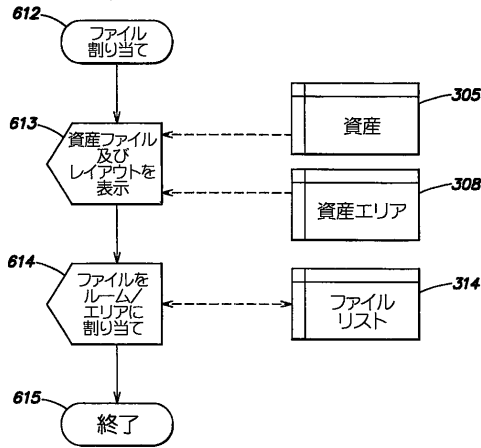 612
ファイル
割り当て
613
資産ファイル
及び
レイアウトを
表示
305
資産
308
資産エリア
614
ファイルを
ルーム/
エリアに
割り当て
314
ファイル
リスト
615
終了